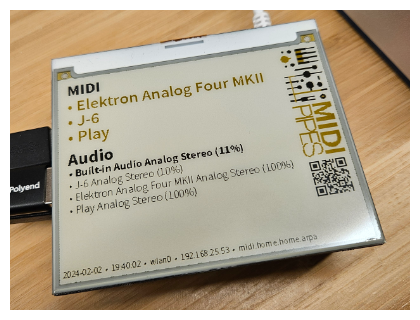 MIDI
• Elektron Analog Four MKII
• J-6
• Play
Audio
• Built-in Audio Analog Stereo (11%)
• J-6 Analog Stereo (10%)
• Elektron Analog Four MKII Analog Stereo (100%)
• Play Analog Stereo (100%)
2024-02-02 • 19:40:02 • wlan0 • 192.168.25.53 • midi.home.home.arpa
MIDI
PIPES
Polyend